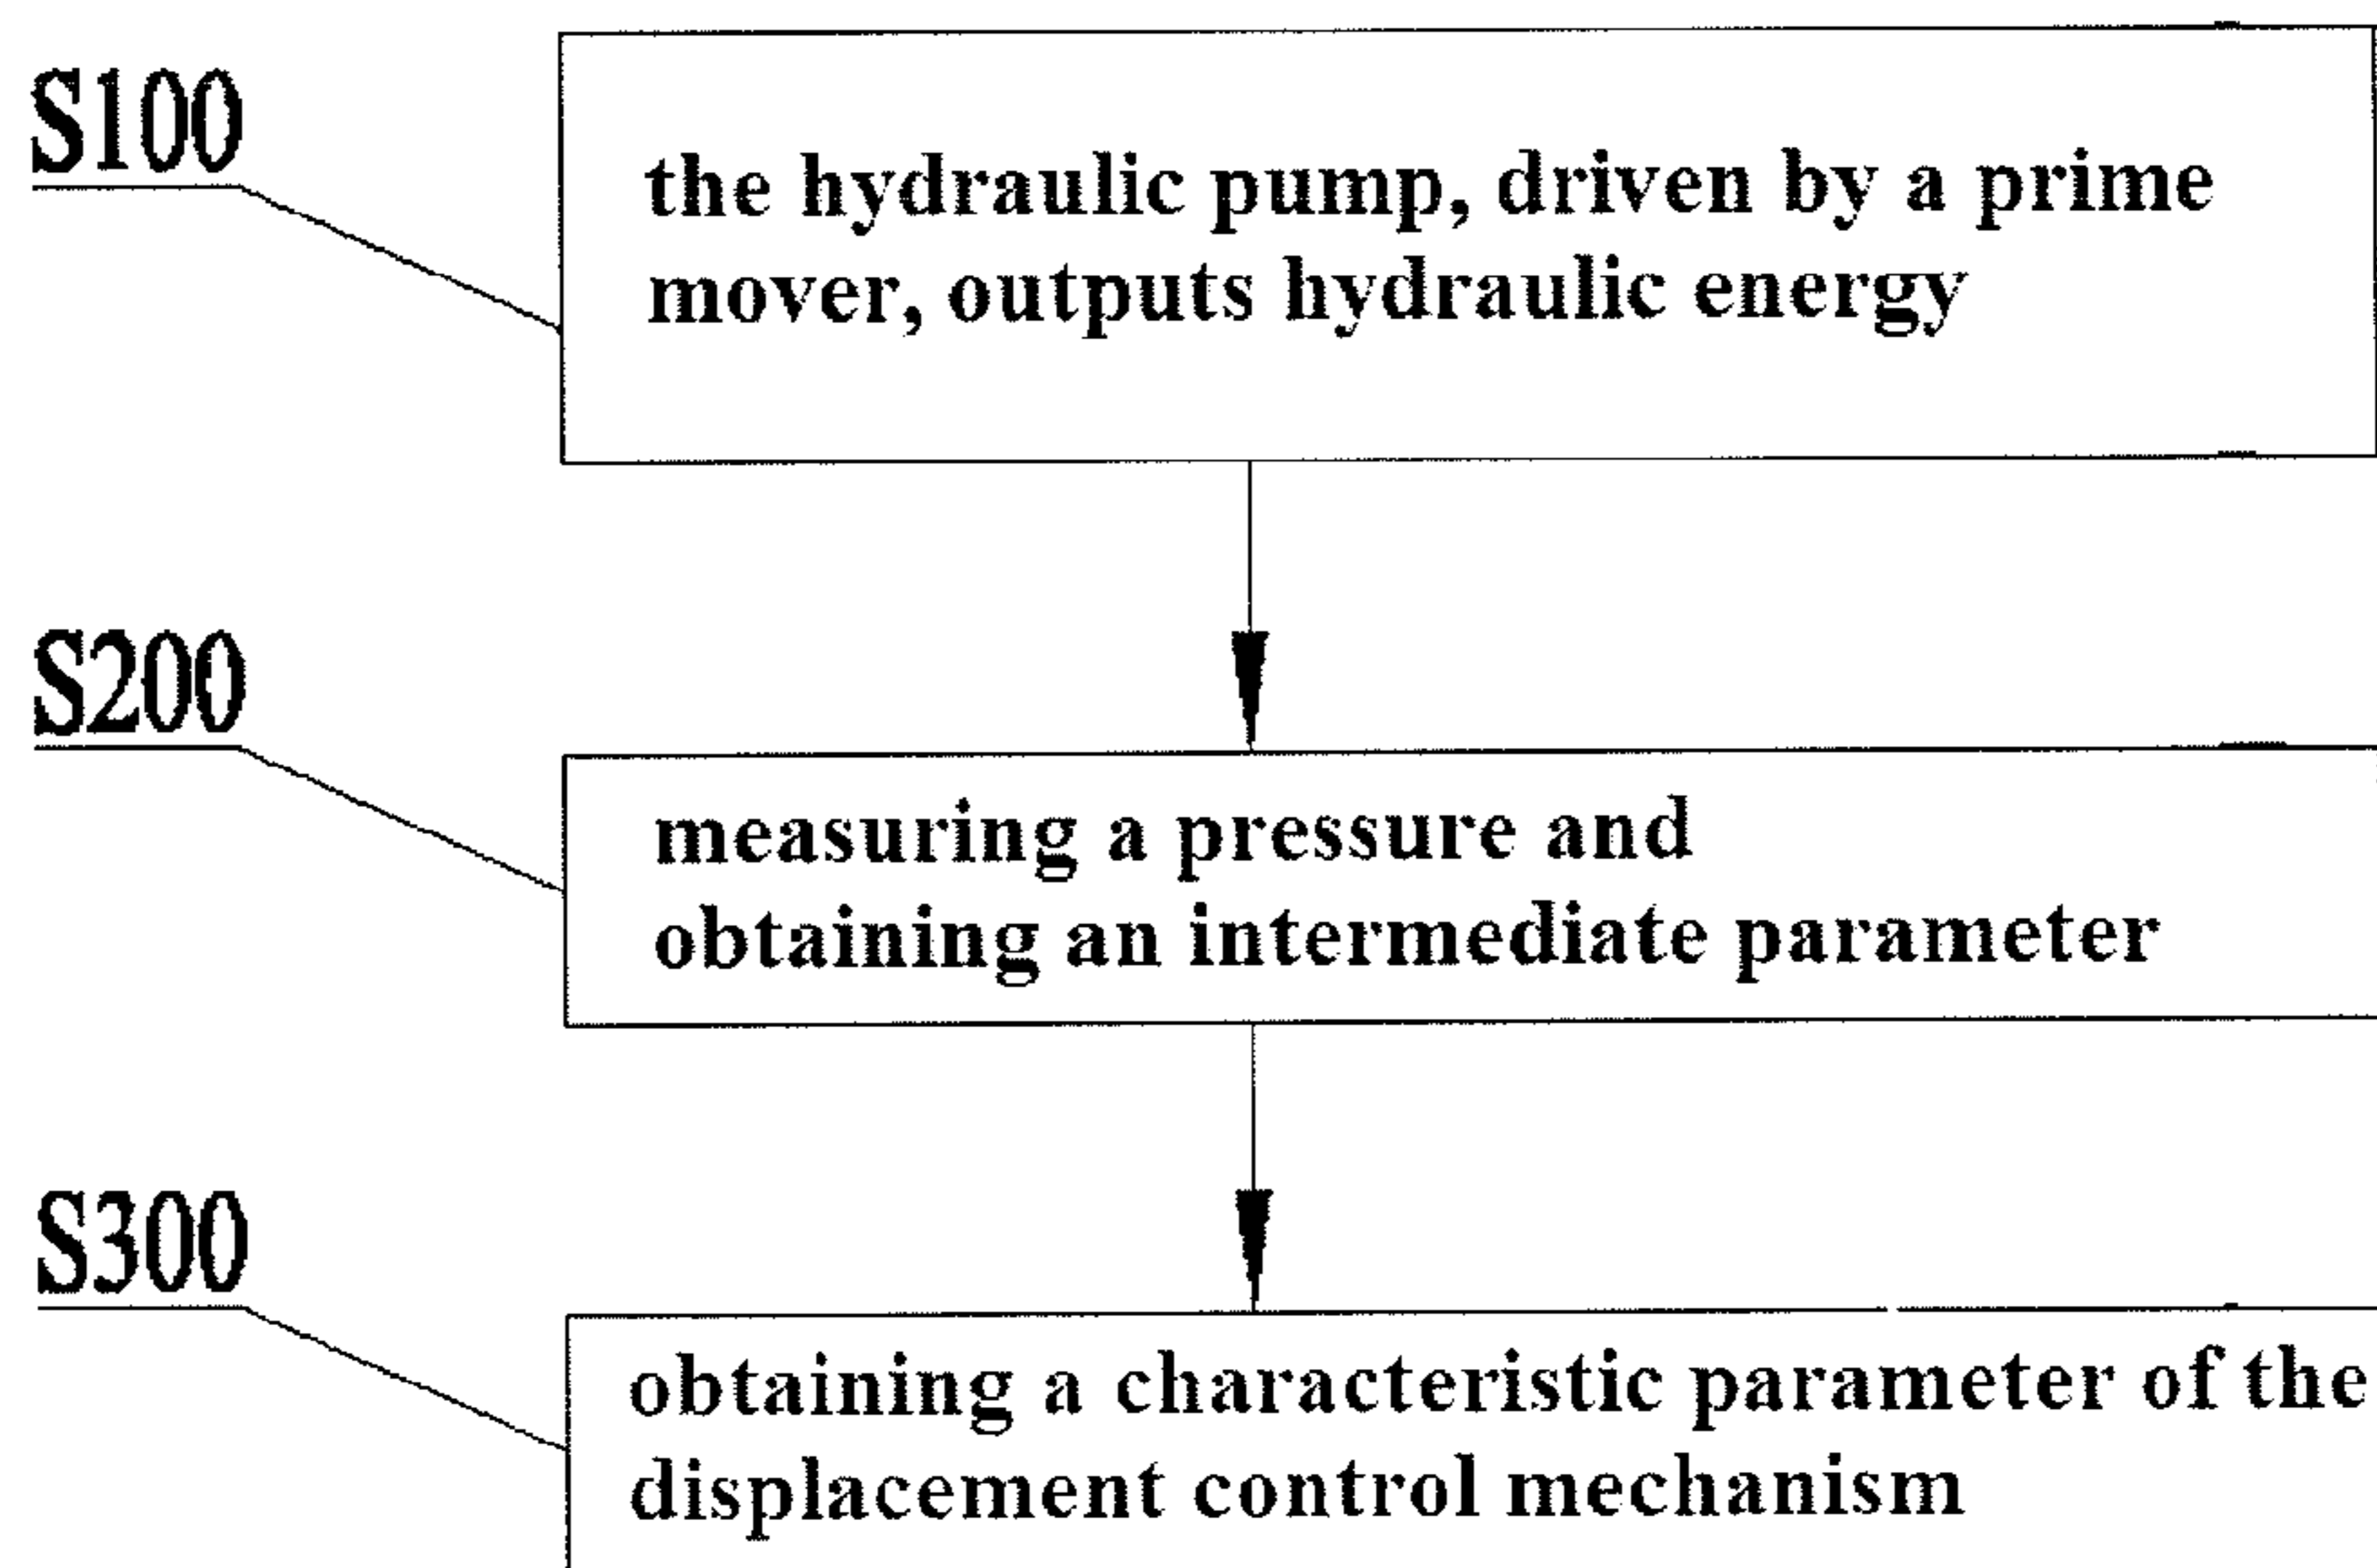 S100
the hydraulic pump, driven by a prime
mover, outputs hydraulic energy
S200
measuring a pressure and
obtaining an intermediate parameter
S300
obtaining a characteristic parameter of the
displacement control mechanism